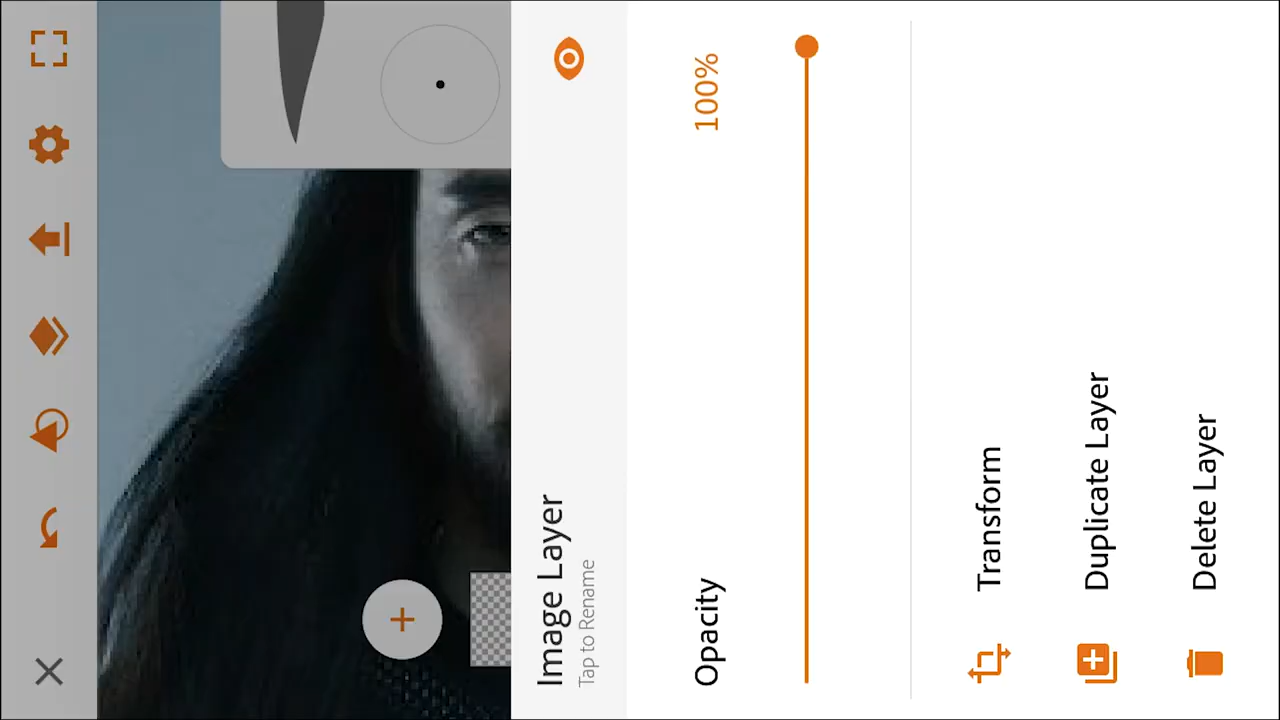 Image Layer
Tap to Rename
Opacity 100%
Transform
Duplicate Layer
Delete Layer